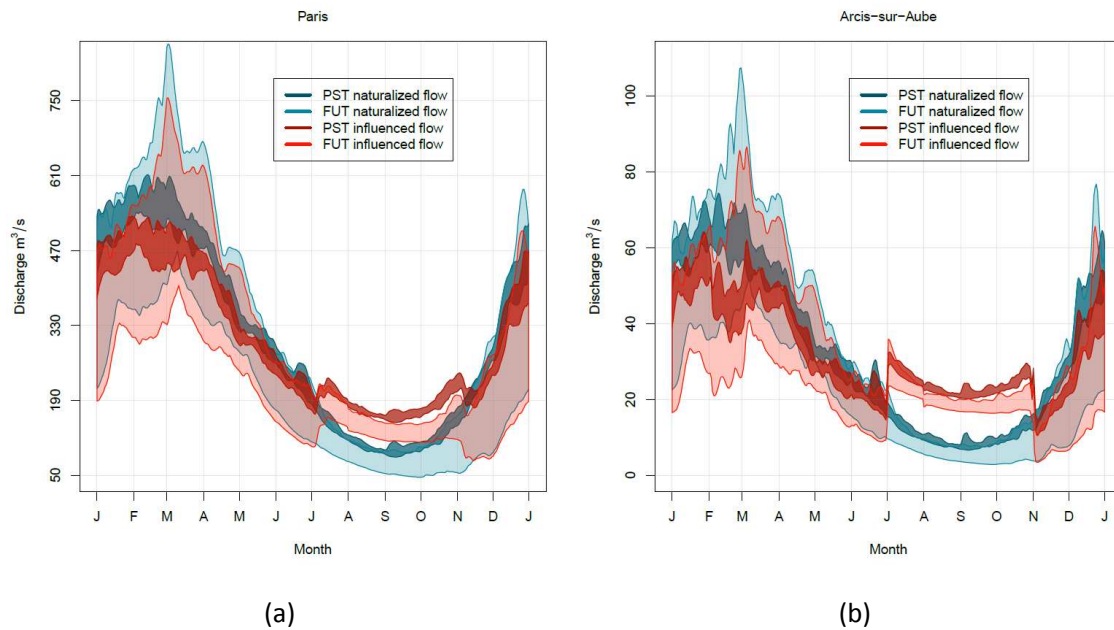 Paris
Discharge m³/s
750
610
470
330
190
50
PST naturalized flow
FUT naturalized flow
PST influenced flow
FUT influenced flow
J F M A M J J A S O N D J
Month
(a)
Arcis-sur-Aube
Discharge m³/s
100
80
60
40
20
0
PST naturalized flow
FUT naturalized flow
PST influenced flow
FUT influenced flow
J F M A M J J A S O N D J
Month
(b)